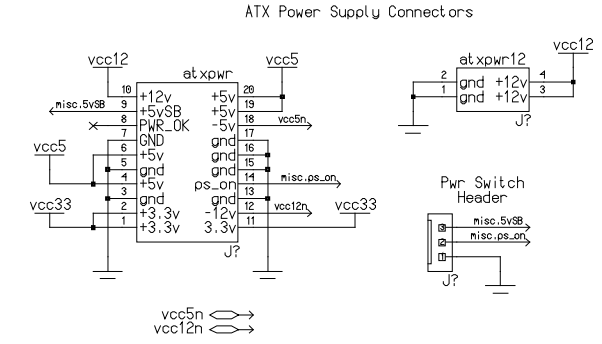 ATX Power Supply Connectors
vcc12 vcc5 atxpwr12 vcc12
atxpwr
10 +12v +5v 20
misc.5vSB 9 +5vSB +5v 19
8 PWR_OK -5v 18 vcc5n
7 GND gnd 17
vcc5 6 +5v gnd 16
5 gnd gnd 15
4 +5v ps_on 14 misc.ps_on
3 gnd gnd 13
vcc33 2 +3.3v -12v 12 vcc12n vcc33
1 +3.3v 3.3v 11
J?
2 gnd +12v 4
1 gnd +12v 3
J?
Pwr Switch
Header
3 misc.5VSB
2 misc.ps_on
1
J?
vcc5n
vcc12n